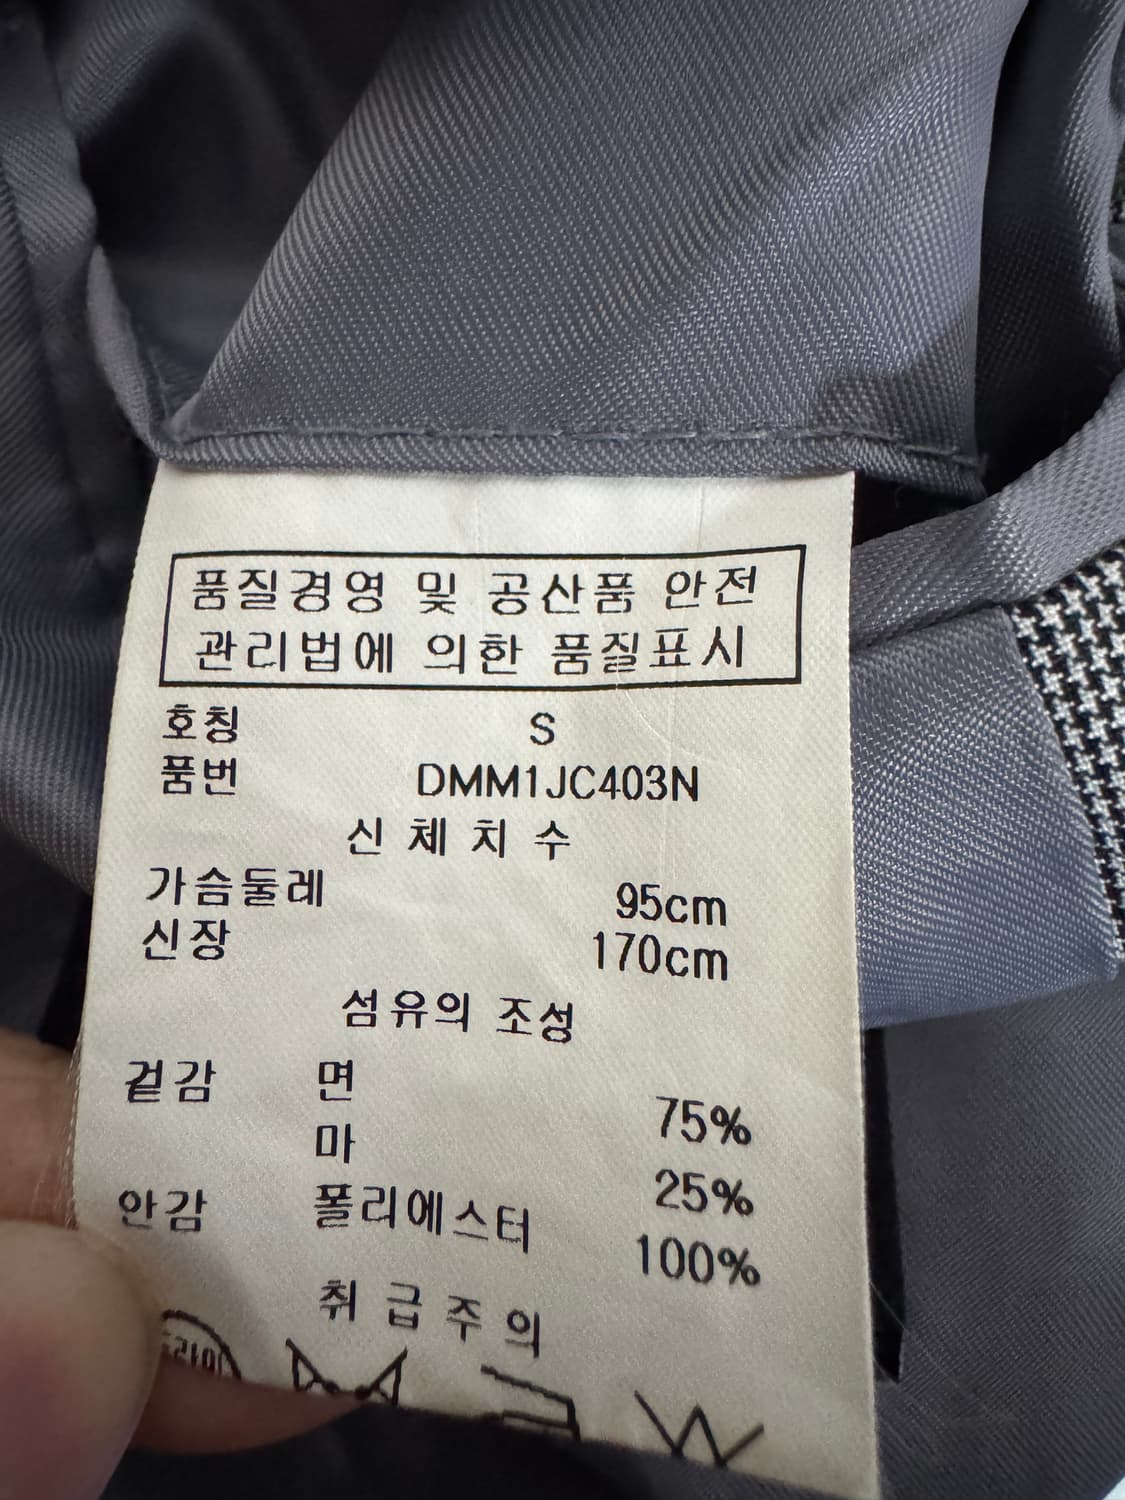 품질경영 및 공산품 안전
관리법에 의한 품질표시
호칭 S
품번 DMM1JC403N
신체치수
가슴둘레 95cm
신장 170cm
섬유의 조성
겉감 면 75%
마 25%
안감 폴리에스터 100%
취급주의